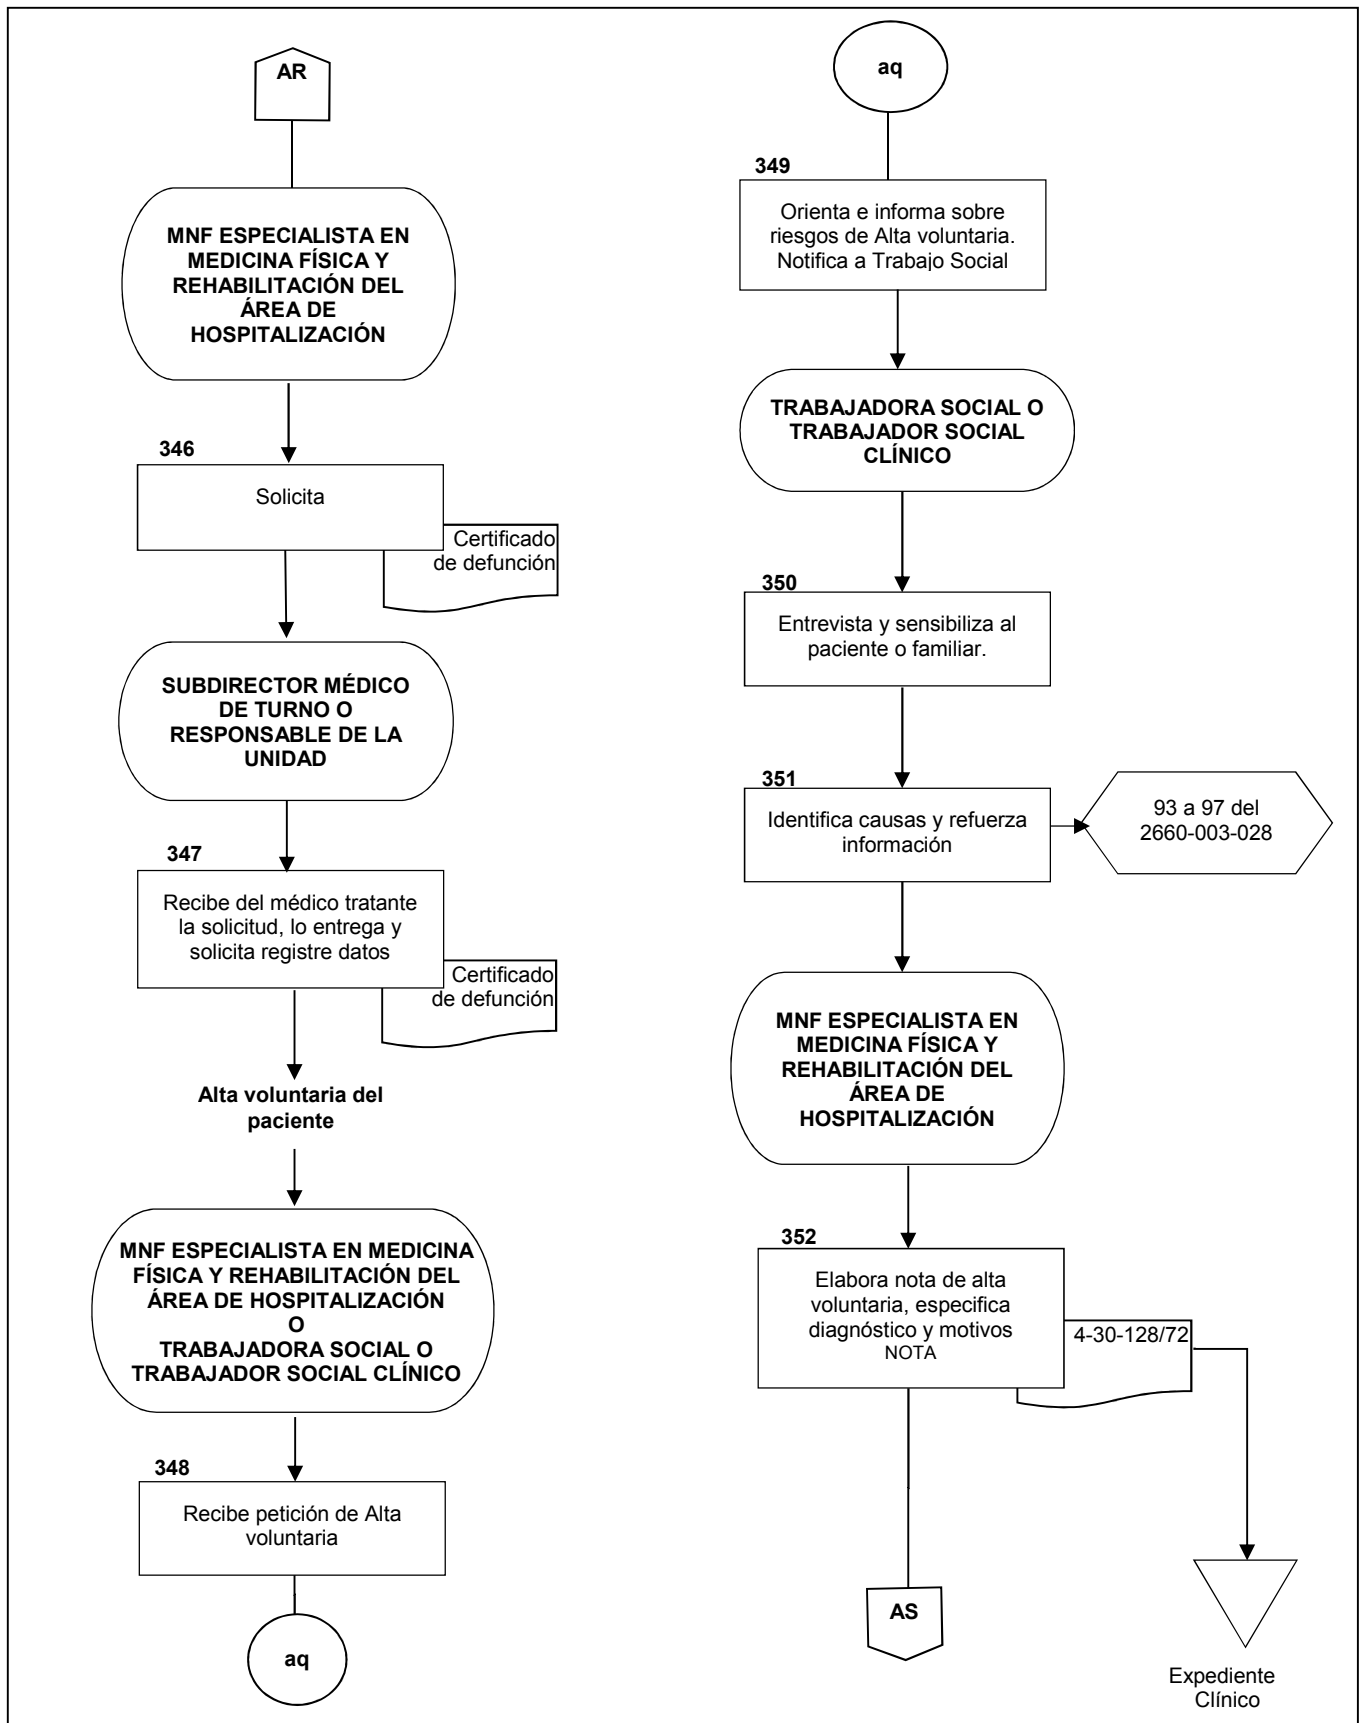 AR
MNF ESPECIALISTA EN
MEDICINA FÍSICA Y
REHABILITACIÓN DEL
ÁREA DE
HOSPITALIZACIÓN
346
Solicita
Certificado
de defunción
SUBDIRECTOR MÉDICO
DE TURNO O
RESPONSABLE DE LA
UNIDAD
347
Recibe del médico tratante
la solicitud, lo entrega y
solicita registre datos
Certificado
de defunción
Alta voluntaria del
paciente
MNF ESPECIALISTA EN MEDICINA
FÍSICA Y REHABILITACIÓN DEL
ÁREA DE HOSPITALIZACIÓN
O
TRABAJADORA SOCIAL O
TRABAJADOR SOCIAL CLÍNICO
348
Recibe petición de Alta
voluntaria
aq
aq
349
Orienta e informa sobre
riesgos de Alta voluntaria.
Notifica a Trabajo Social
TRABAJADORA SOCIAL O
TRABAJADOR SOCIAL
CLÍNICO
350
Entrevista y sensibiliza al
paciente o familiar.
351
Identifica causas y refuerza
información
93 a 97 del
2660-003-028
MNF ESPECIALISTA EN
MEDICINA FÍSICA Y
REHABILITACIÓN DEL
ÁREA DE
HOSPITALIZACIÓN
352
Elabora nota de alta
voluntaria, especifica
diagnóstico y motivos
NOTA
4-30-128/72
AS
Expediente
Clínico